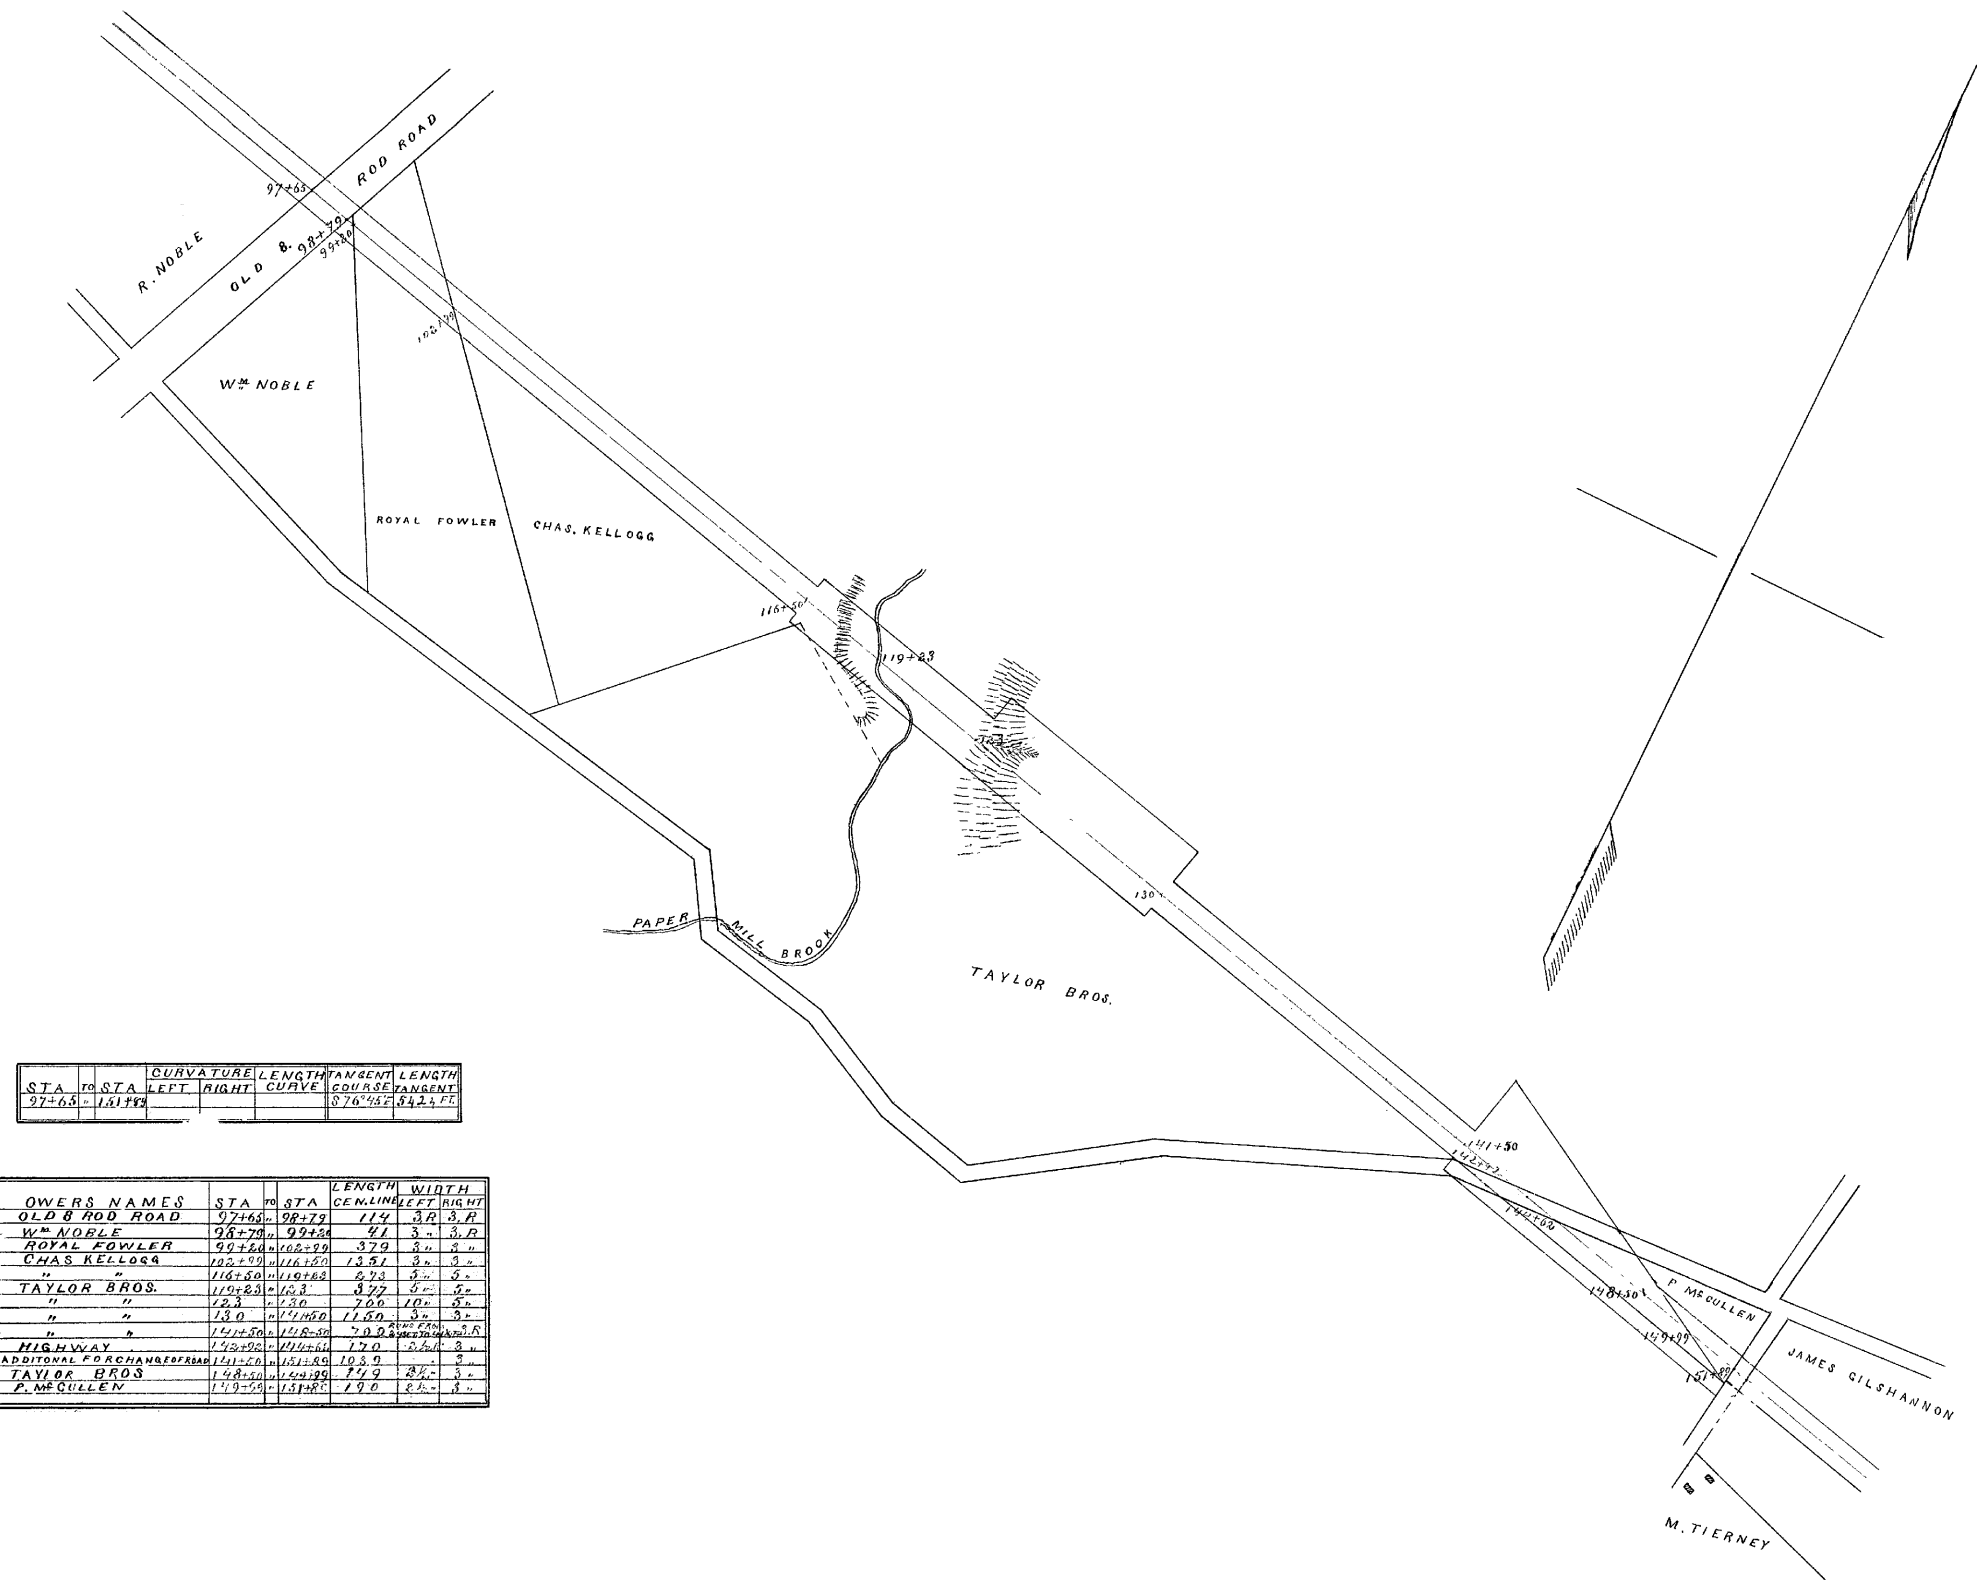 ROD ROAD
97+65
OLD 8.
98+79
99+20
R. NOBLE
102+99
Wᴹ NOBLE
ROYAL FOWLER
CHAS. KELLOGG
116+50
119+23
123
130
PAPER MILL BROOK
TAYLOR BROS.
141+50
142+92
144+62
148+50
P. McCULLEN
149+99
151+89
JAMES GILSHANNON
M. TIERNEY
STA TO STA CURVATURE LEFT RIGHT LENGTH CURVE TANGENT COURSE LENGTH TANGENT
97+65 " 151+89 S 76°45'E 5424 FT.
OWERS NAMES STA TO STA LENGTH CEN.LINE WIDTH LEFT RIGHT
OLD 8 ROD ROAD 97+65 " 98+79 114 3,R 3,R
Wᴹ NOBLE 98+79 " 99+20 41 3 " 3,R
ROYAL FOWLER 99+20 " 102+99 379 3 " 3 "
CHAS KELLOGG 102+99 " 116+50 1351 3 " 3 "
" " 116+50 " 119+23 273 5 " 5 "
TAYLOR BROS. 119+23 " 123 377 5 " 5 "
" " 123 " 130 700 10 " 5 "
" " 130 " 141+50 1150 3 " 3 "
" " 141+50 " 148+50 700 3,R
HIGHWAY 142+92 " 144+62 170 2½ 3 "
ADDITONAL FOR CHANGE OF ROAD 141+50 " 151+89 1039 3 "
TAYLOR BROS 148+50 " 149+99 149 2½ " 3 "
P. McCULLEN 149+99 " 151+89 190 2½ " 3 "